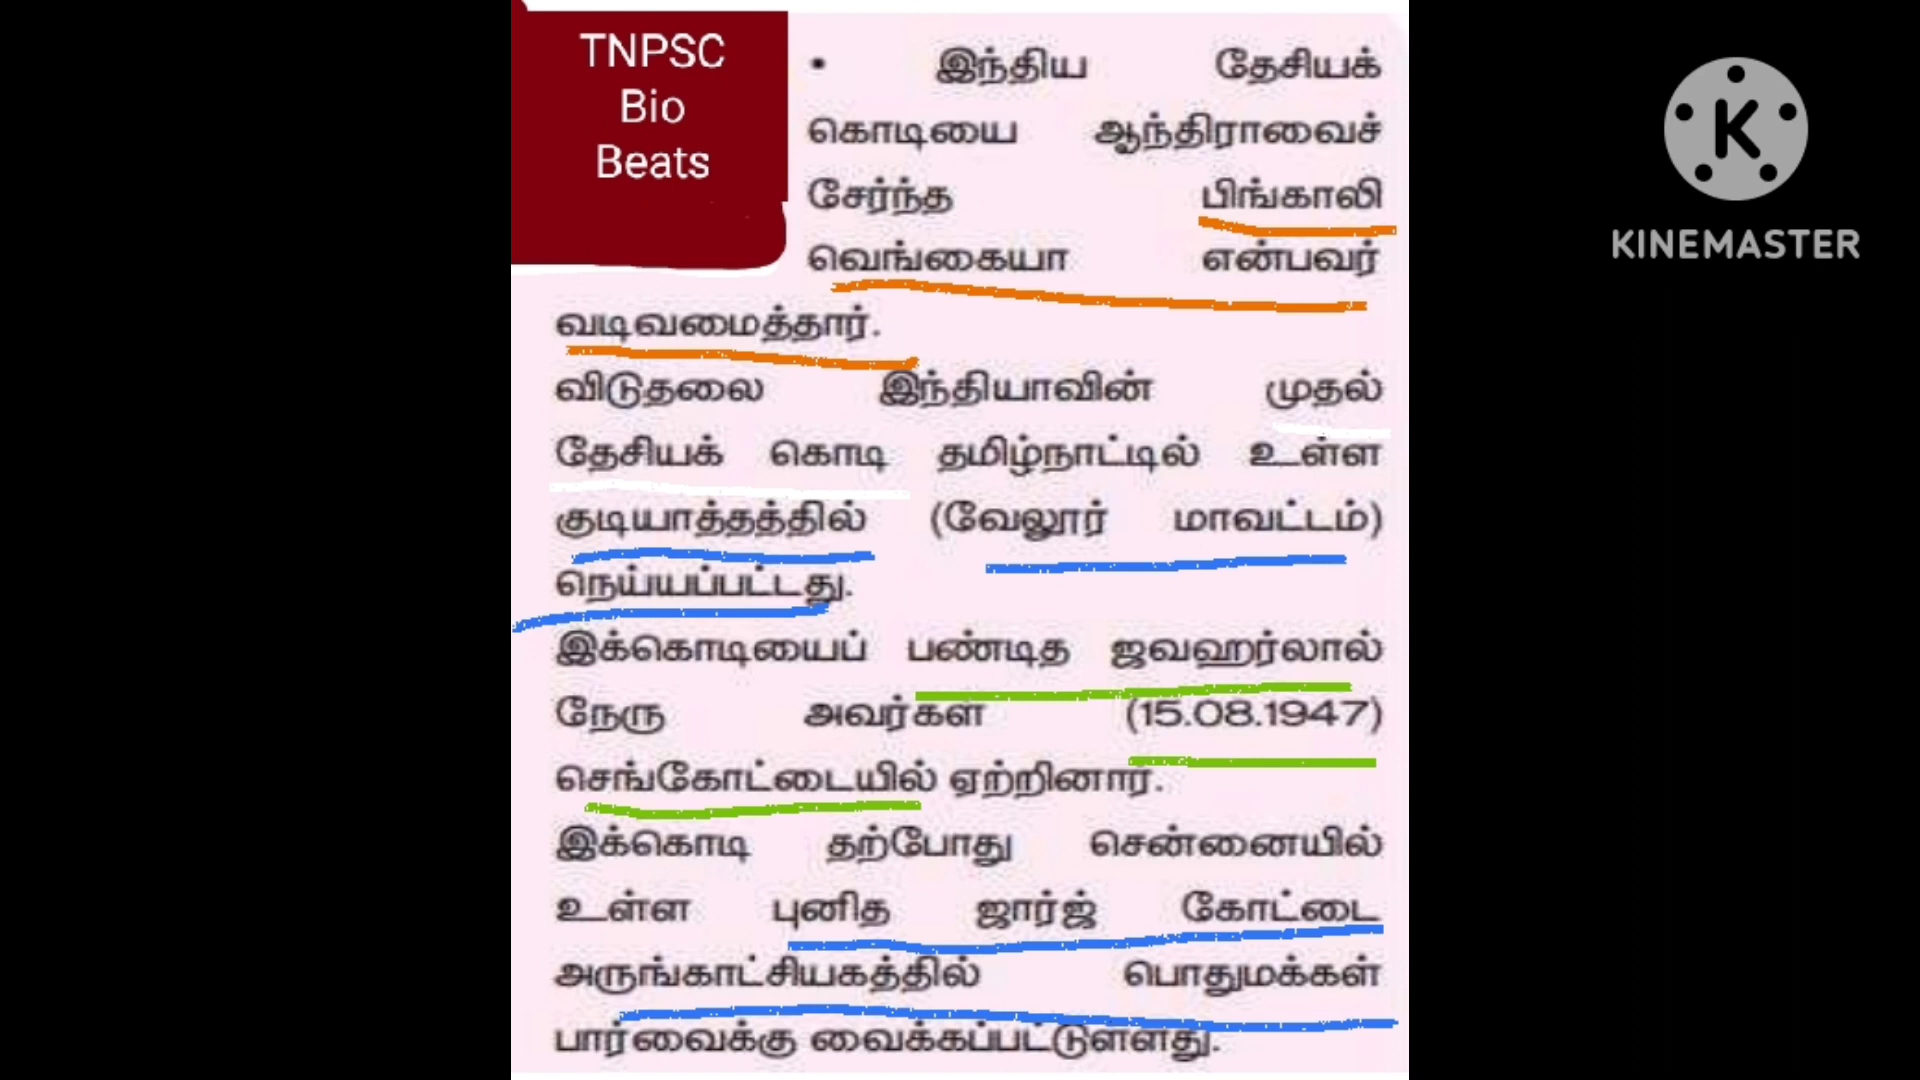 TNPSC
Bio
Beats
• இந்திய தேசியக்
கொடியை ஆந்திராவைச்
சேர்ந்த பிங்காலி
வெங்கையா என்பவர்
வடிவமைத்தார்.
விடுதலை இந்தியாவின் முதல்
தேசியக் கொடி தமிழ்நாட்டில் உள்ள
குடியாத்தத்தில் (வேலூர் மாவட்டம்)
நெய்யப்பட்டது.
இக்கொடியைப் பண்டித ஜவஹர்லால்
நேரு அவர்கள் (15.08.1947)
செங்கோட்டையில் ஏற்றினார்.
இக்கொடி தற்போது சென்னையில்
உள்ள புனித ஜார்ஜ் கோட்டை
அருங்காட்சியகத்தில் பொதுமக்கள்
பார்வைக்கு வைக்கப்பட்டுள்ளது.
K
KINEMASTER